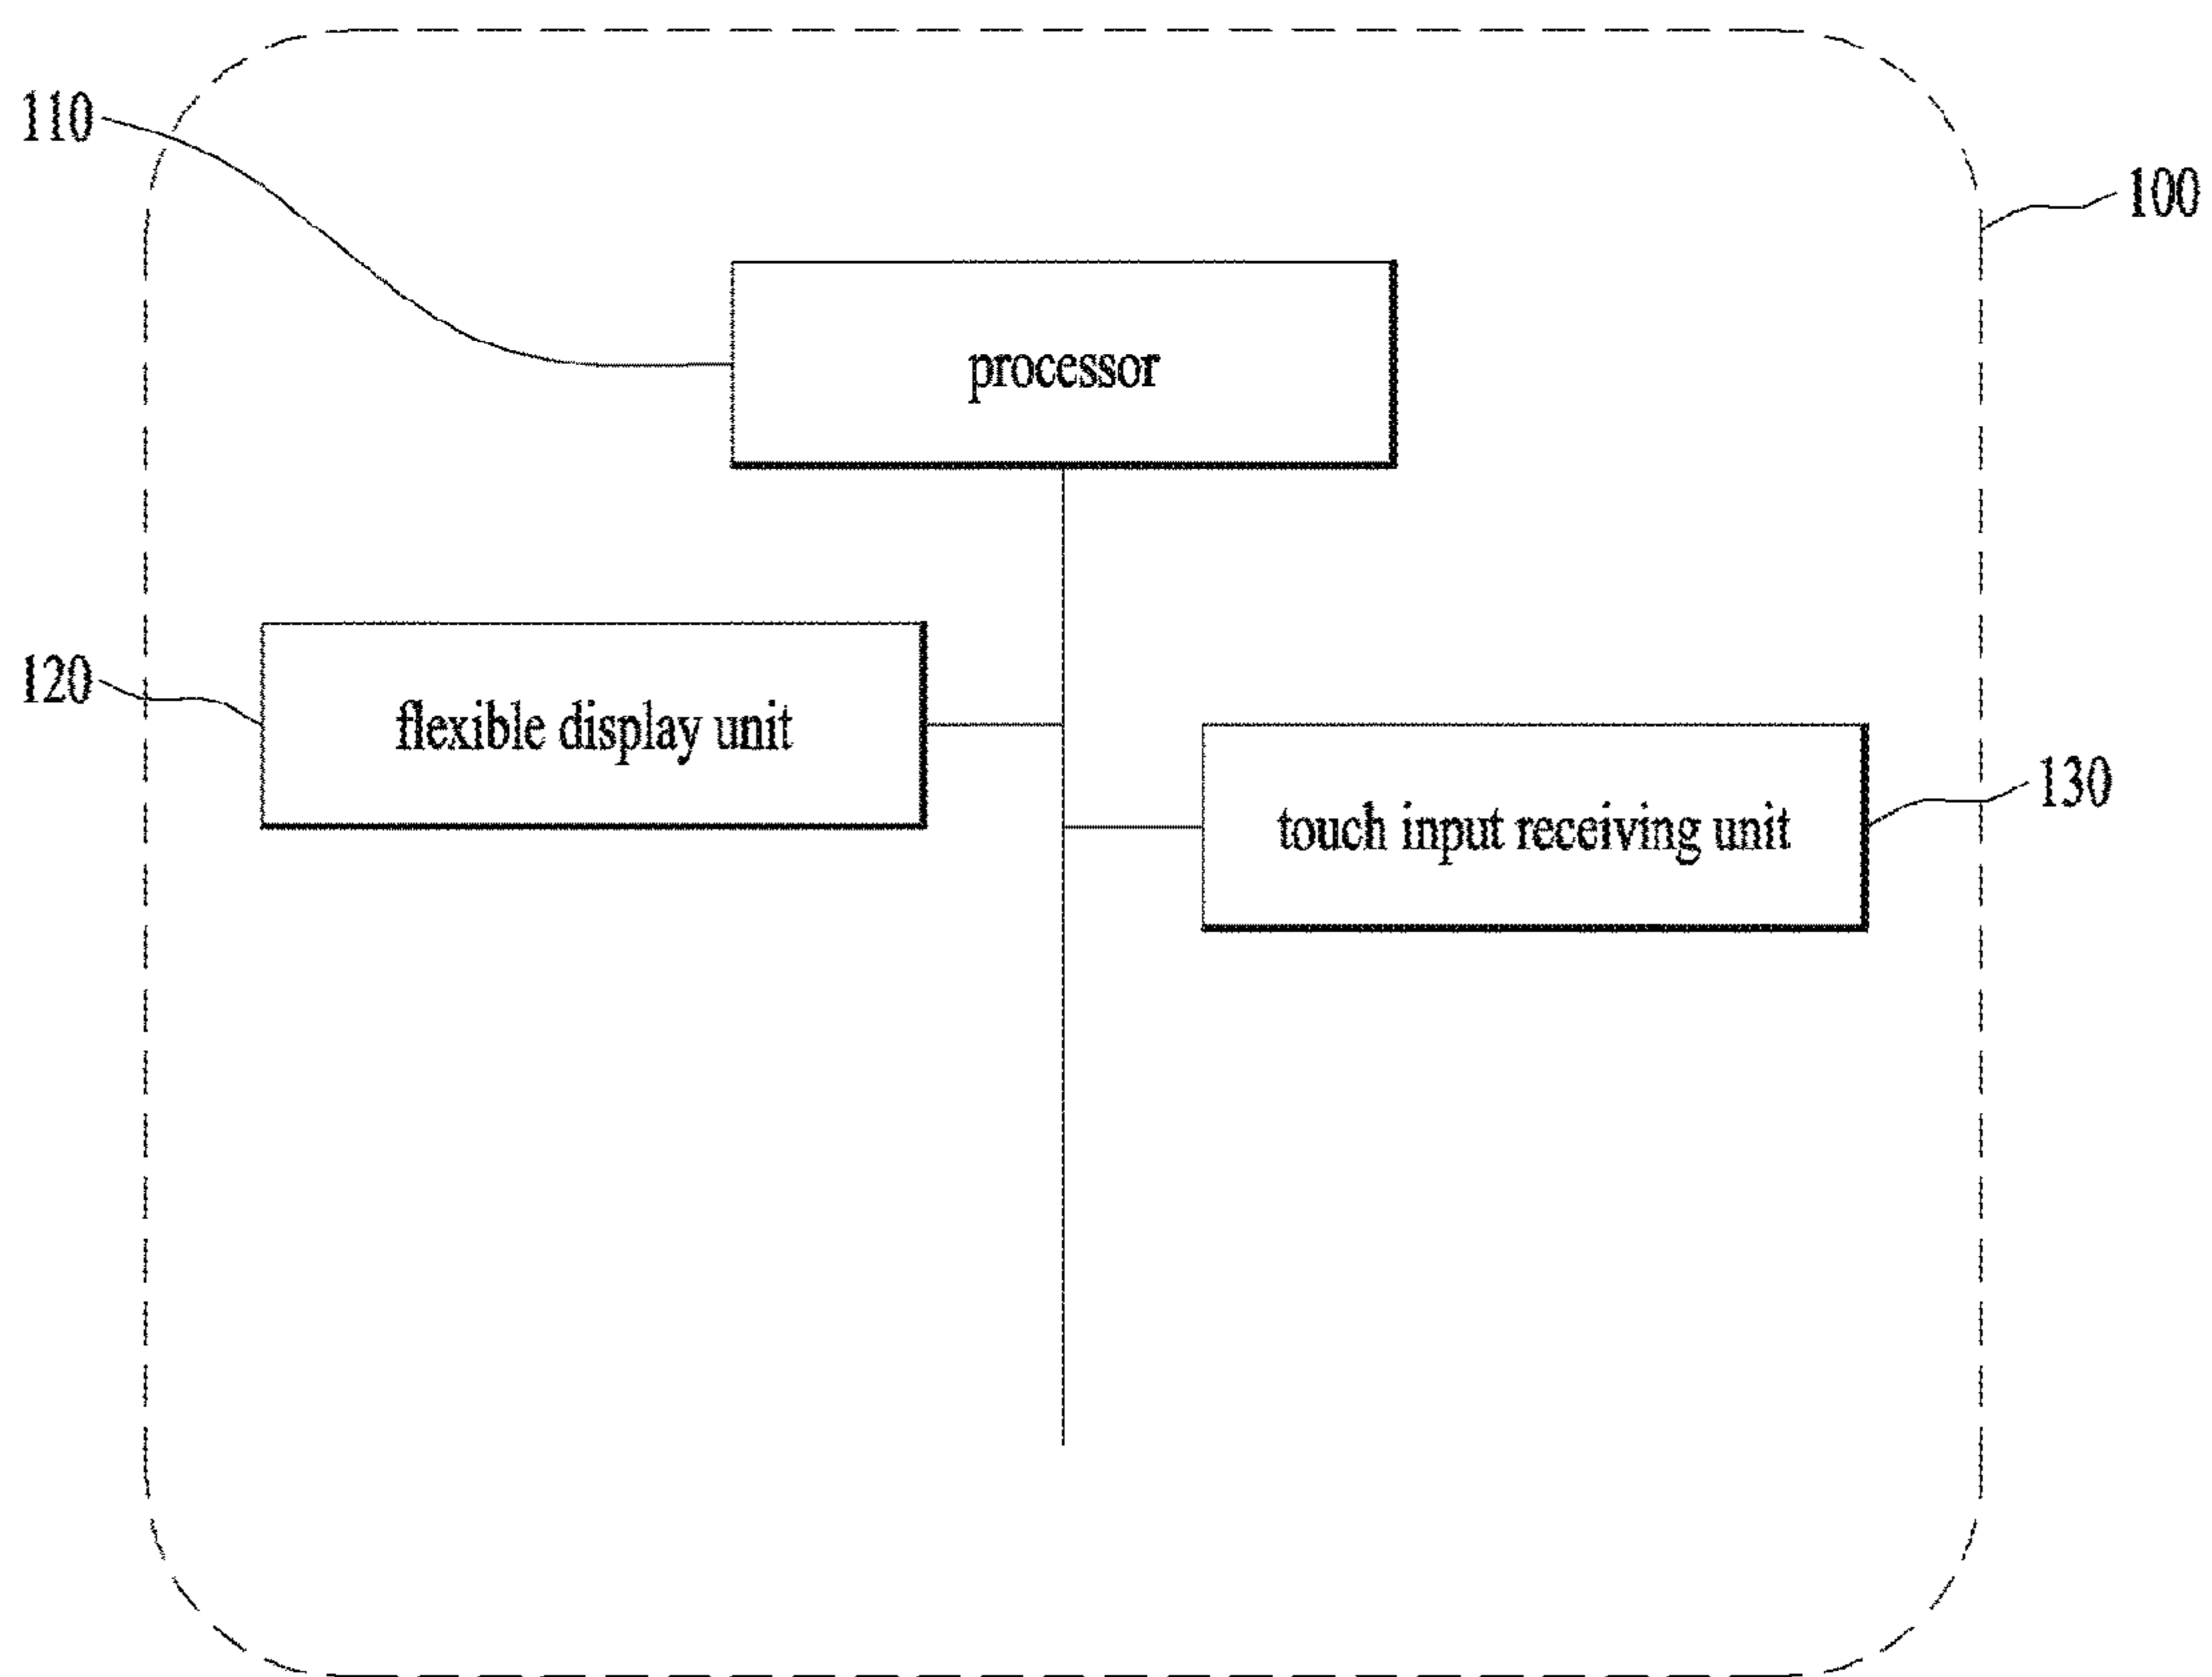 110
100
processor
120
flexible display unit
130
touch input receiving unit